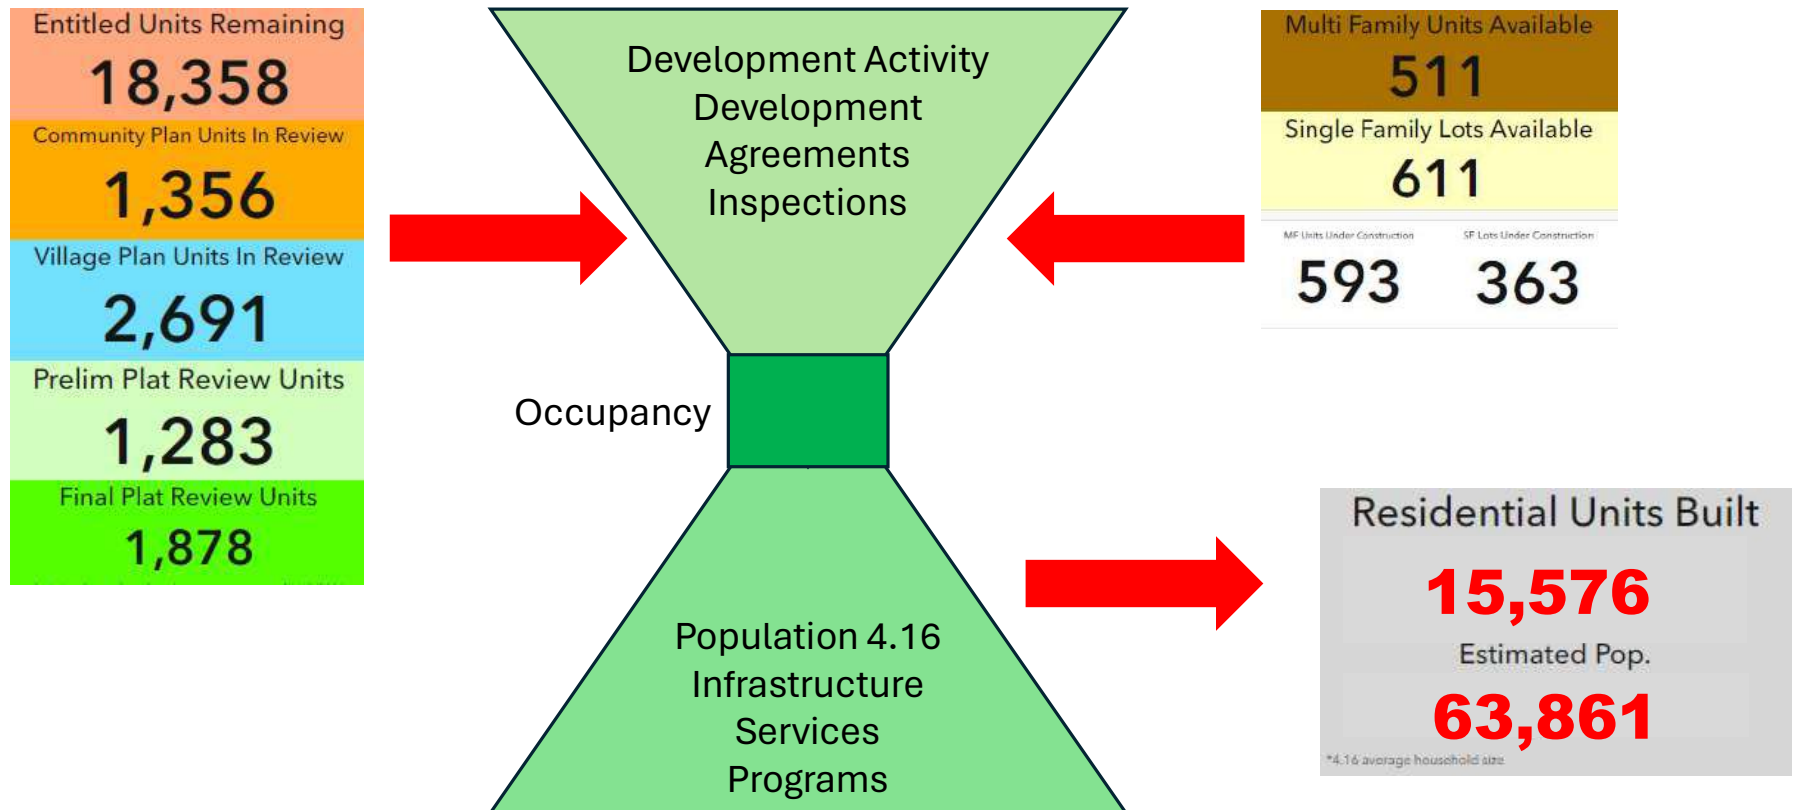 Entitled Units Remaining
18,358
Community Plan Units In Review
1,356
Village Plan Units In Review
2,691
Prelim Plat Review Units
1,283
Final Plat Review Units
1,878
Development Activity
Development
Agreements
Inspections
Occupancy
Population 4.16
Infrastructure
Services
Programs
Multi Family Units Available
511
Single Family Lots Available
611
MF Units Under Construction
593
SF Lots Under Construction
363
Residential Units Built
15,576
Estimated Pop.
63,861
*4.16 average household size